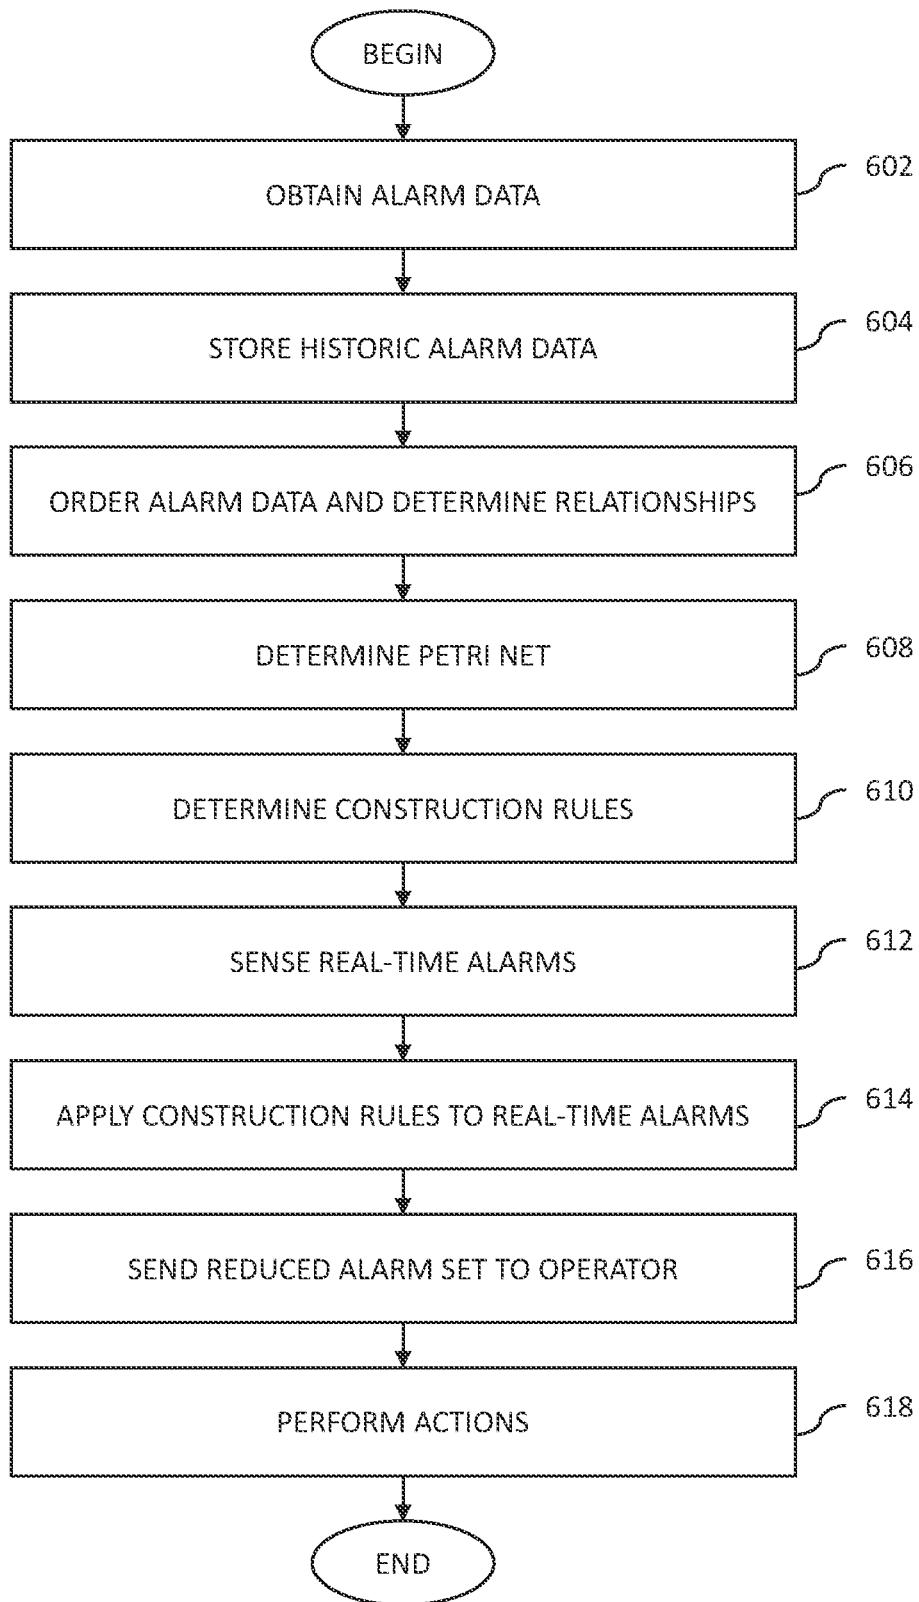 BEGIN
OBTAIN ALARM DATA
602
STORE HISTORIC ALARM DATA
604
ORDER ALARM DATA AND DETERMINE RELATIONSHIPS
606
DETERMINE PETRI NET
608
DETERMINE CONSTRUCTION RULES
610
SENSE REAL-TIME ALARMS
612
APPLY CONSTRUCTION RULES TO REAL-TIME ALARMS
614
SEND REDUCED ALARM SET TO OPERATOR
616
PERFORM ACTIONS
618
END